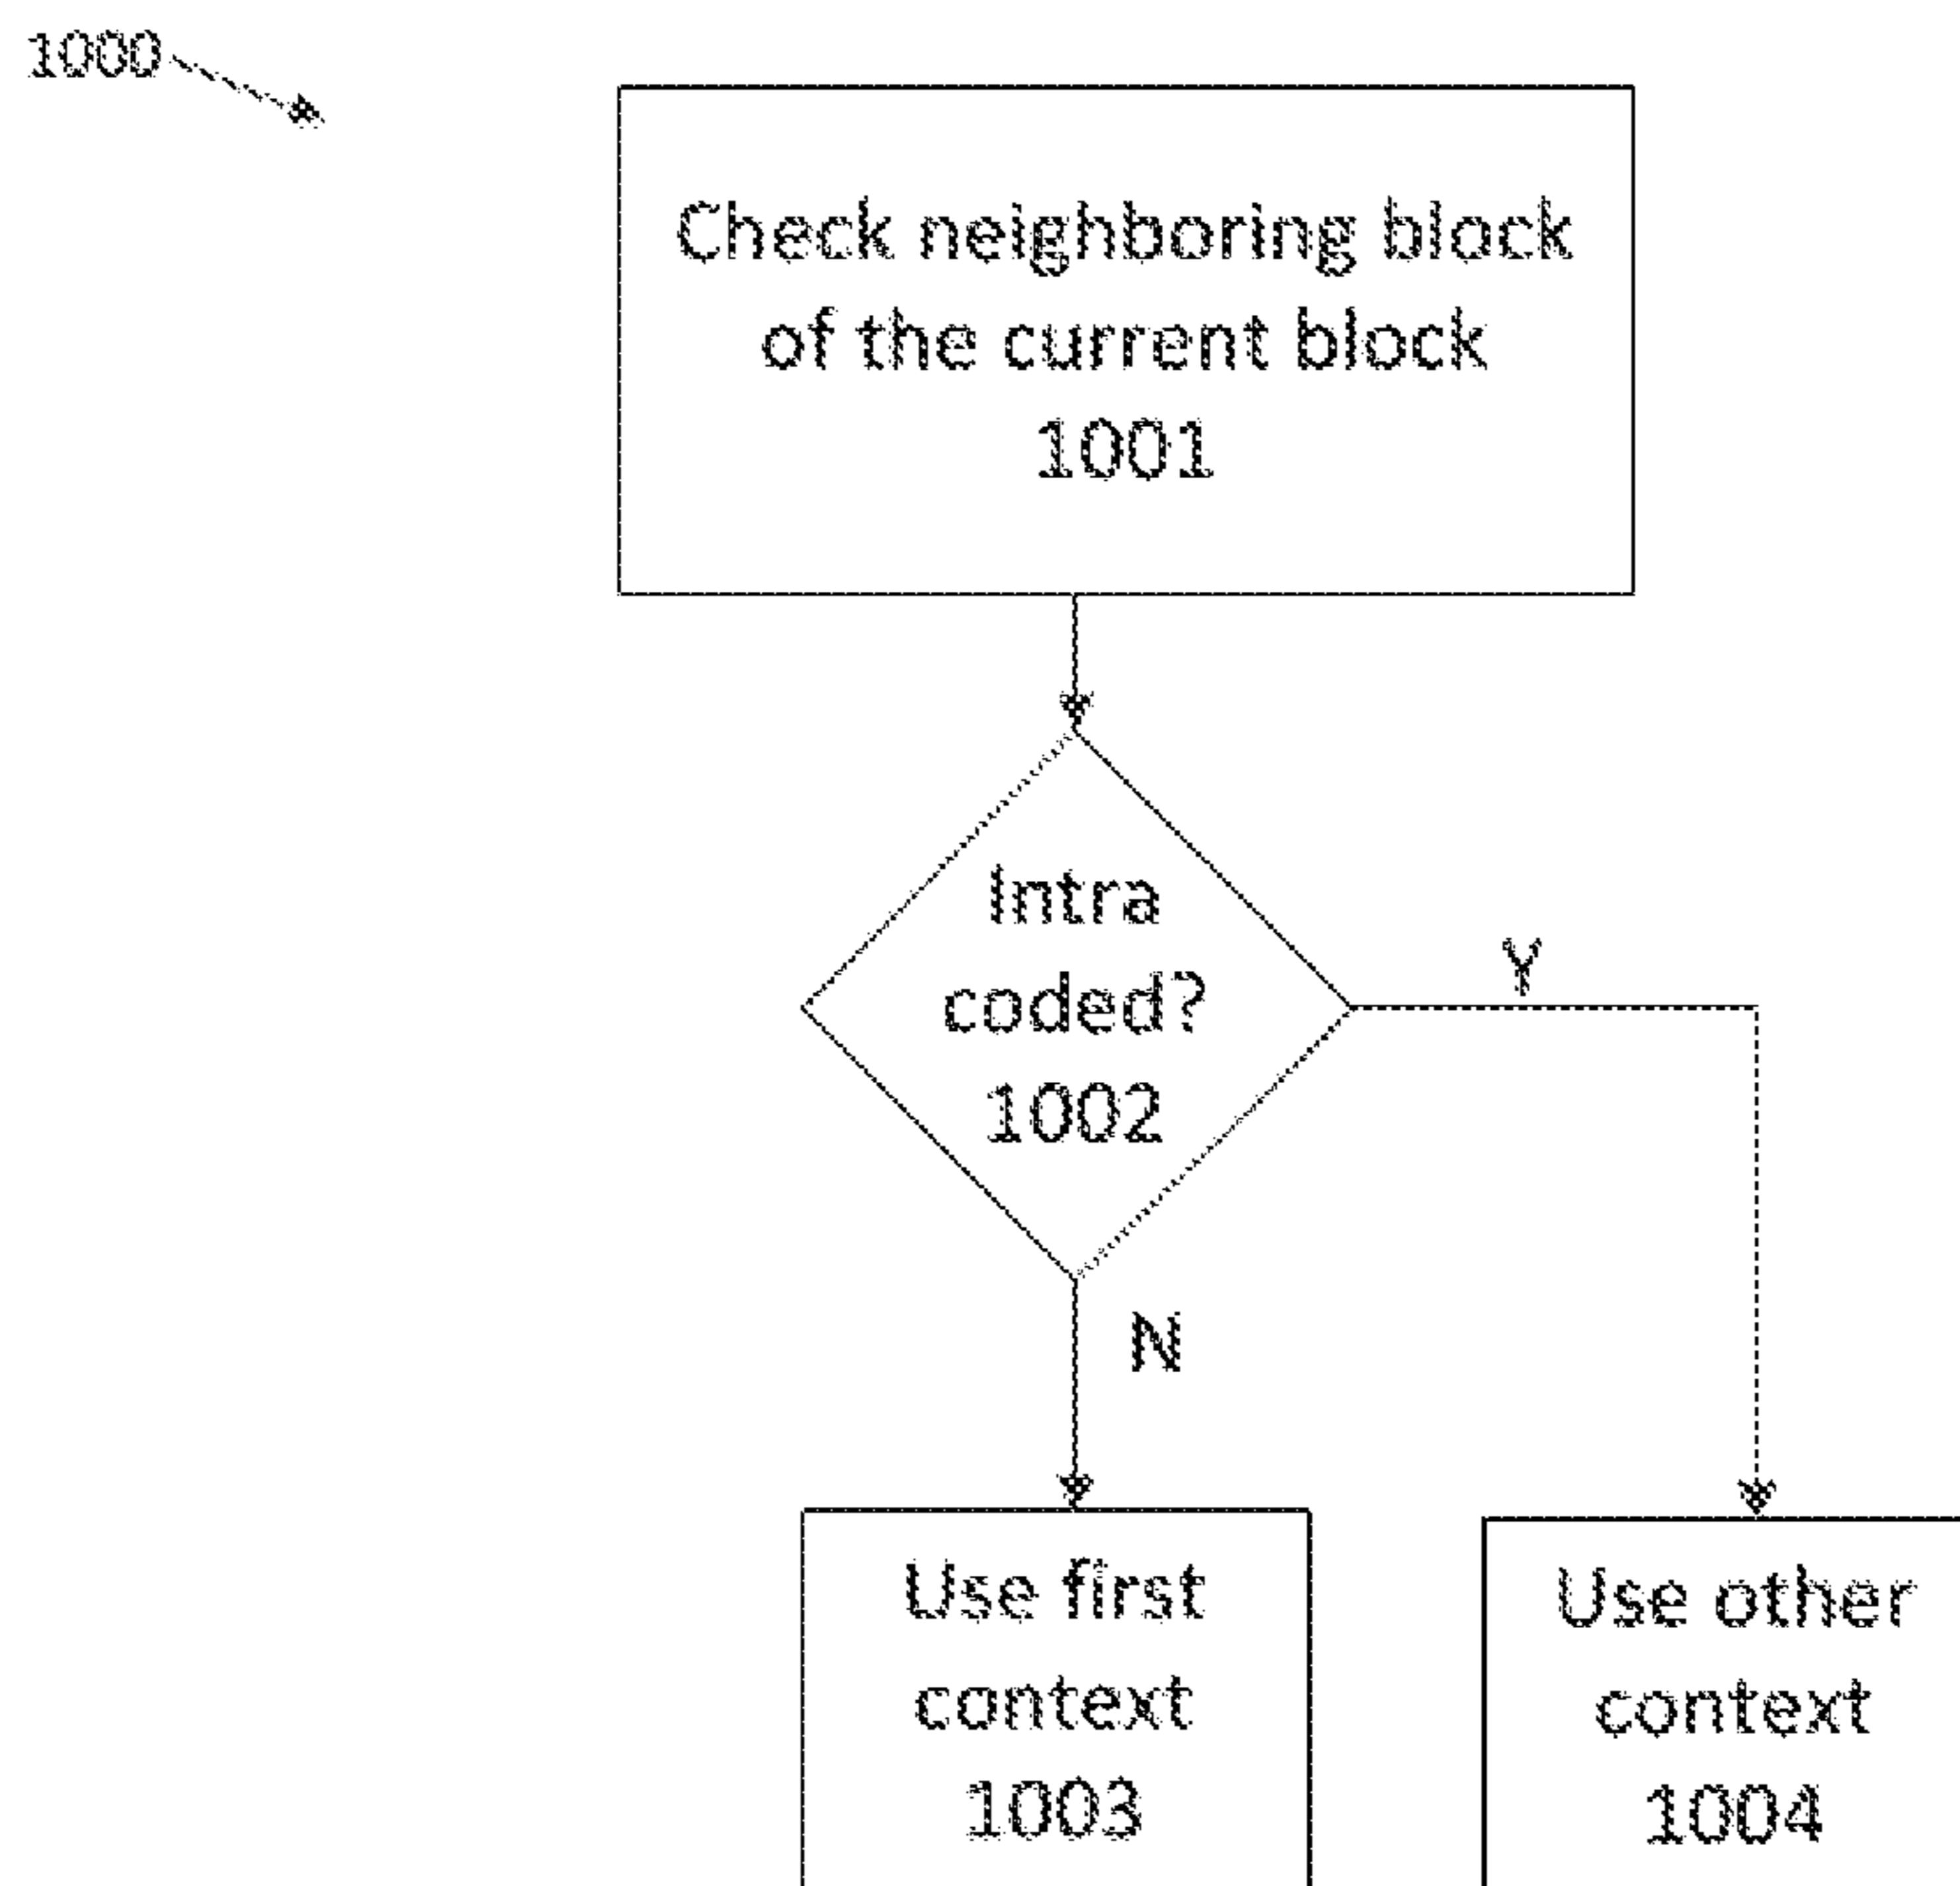 1000
Check neighboring block
of the current block
1001
Intra
coded?
1002
Y
N
Use first
context
1003
Use other
context
1004